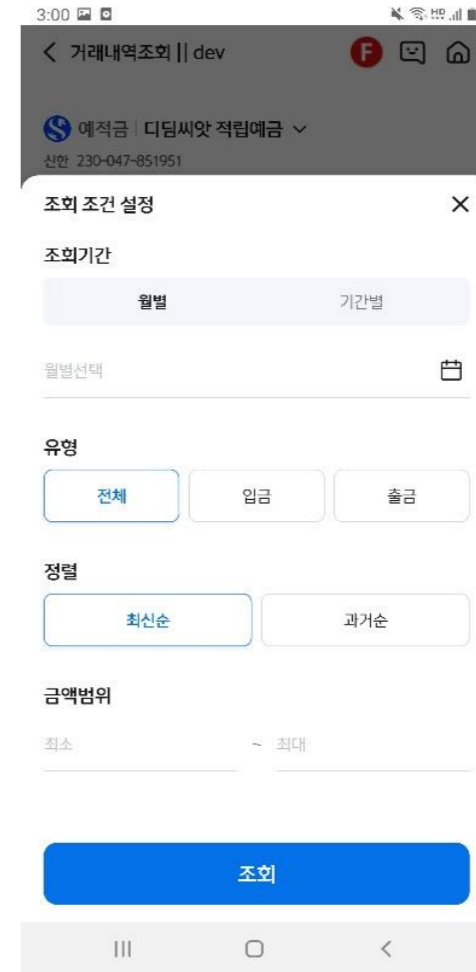 3:00
거래내역조회 || dev
F
예적금 | 디딤씨앗 적립예금
신한 230-047-851951
조회 조건 설정
조회기간
월별 기간별
월별선택
유형
전체 입금 출금
정렬
최신순 과거순
금액범위
최소 ~ 최대
조회